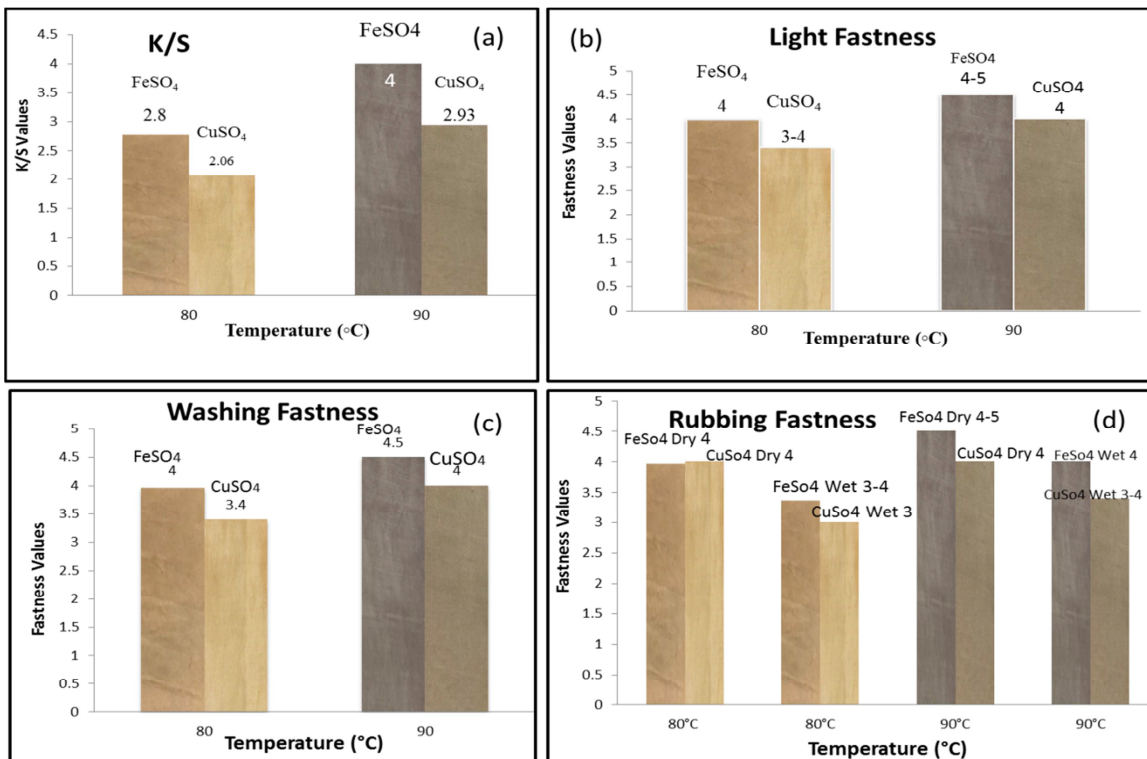 K/S
(a)
FeSO4
4.5
4
3.5
3
2.5
2
1.5
1
0.5
0
K/S Values
FeSO₄
2.8
CuSO₄
2.06
4
CuSO₄
2.93
80
90
Temperature (◦C)
(b)
Light Fastness
5
4.5
4
3.5
3
2.5
2
1.5
1
0.5
0
Fastness Values
FeSO₄
4
CuSO₄
3-4
FeSO4
4-5
CuSO4
4
80
90
Temperature (◦C)
Washing Fastness
(c)
5
4.5
4
3.5
3
2.5
2
1.5
1
0.5
0
Fastness Values
FeSO₄
4
CuSO₄
3.4
FeSO₄
4.5
CuSO₄
4
80
90
Temperature (°C)
Rubbing Fastness
(d)
5
4.5
4
3.5
3
2.5
2
1.5
1
0.5
0
Fastness Values
FeSo4 Dry 4
CuSo4 Dry 4
FeSo4 Wet 3-4
CuSo4 Wet 3
FeSo4 Dry 4-5
CuSo4 Dry 4
FeSo4 Wet 4
CuSo4 Wet 3-4
80°C
80°C
90°C
90°C
Temperature (°C)